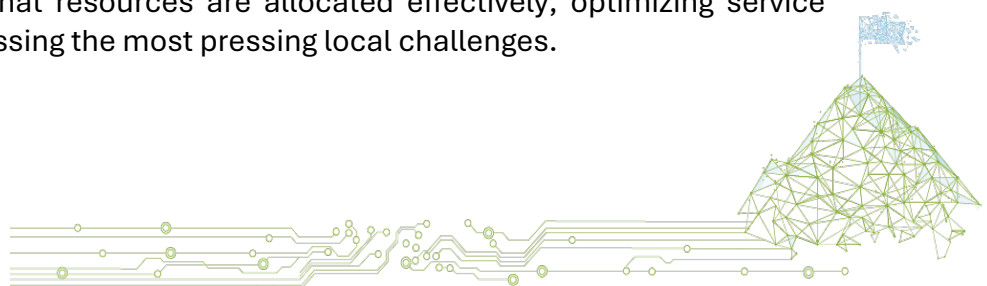 hat resources are allocated effectively, optimizing service
ssing the most pressing local challenges.